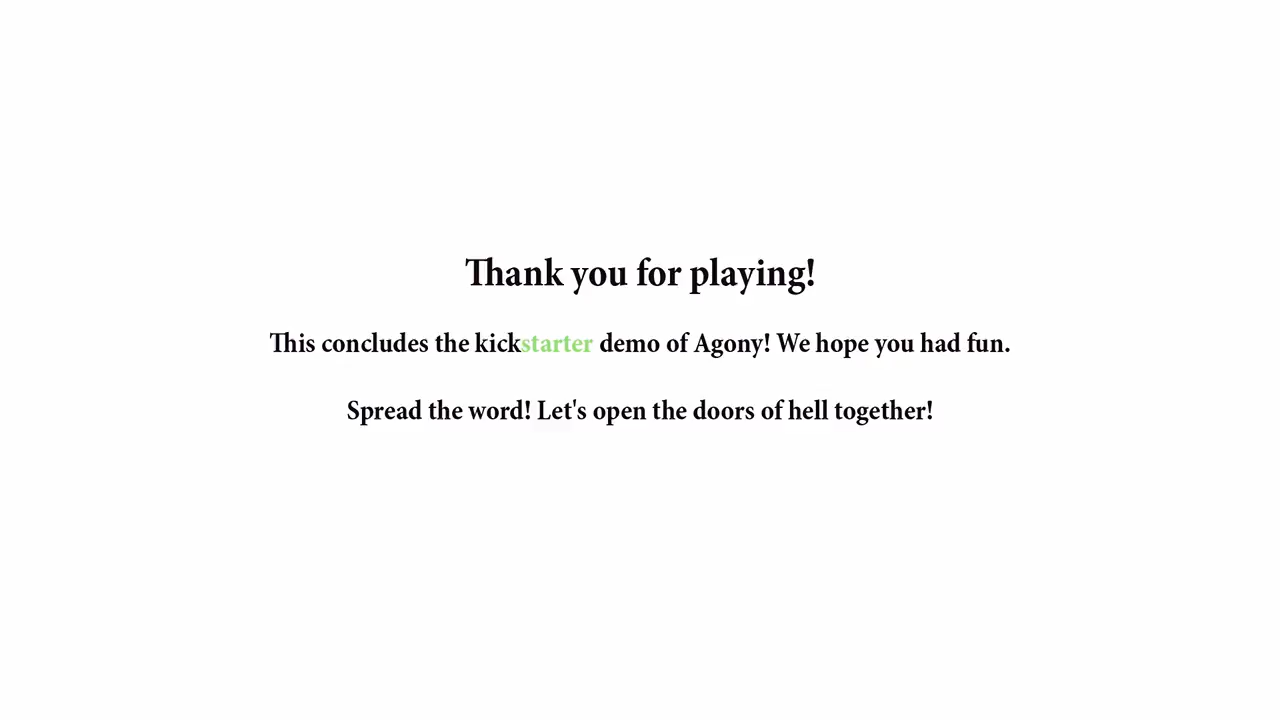 Thank you for playing!
This concludes the kickstarter demo of Agony! We hope you had fun.
Spread the word! Let's open the doors of hell together!